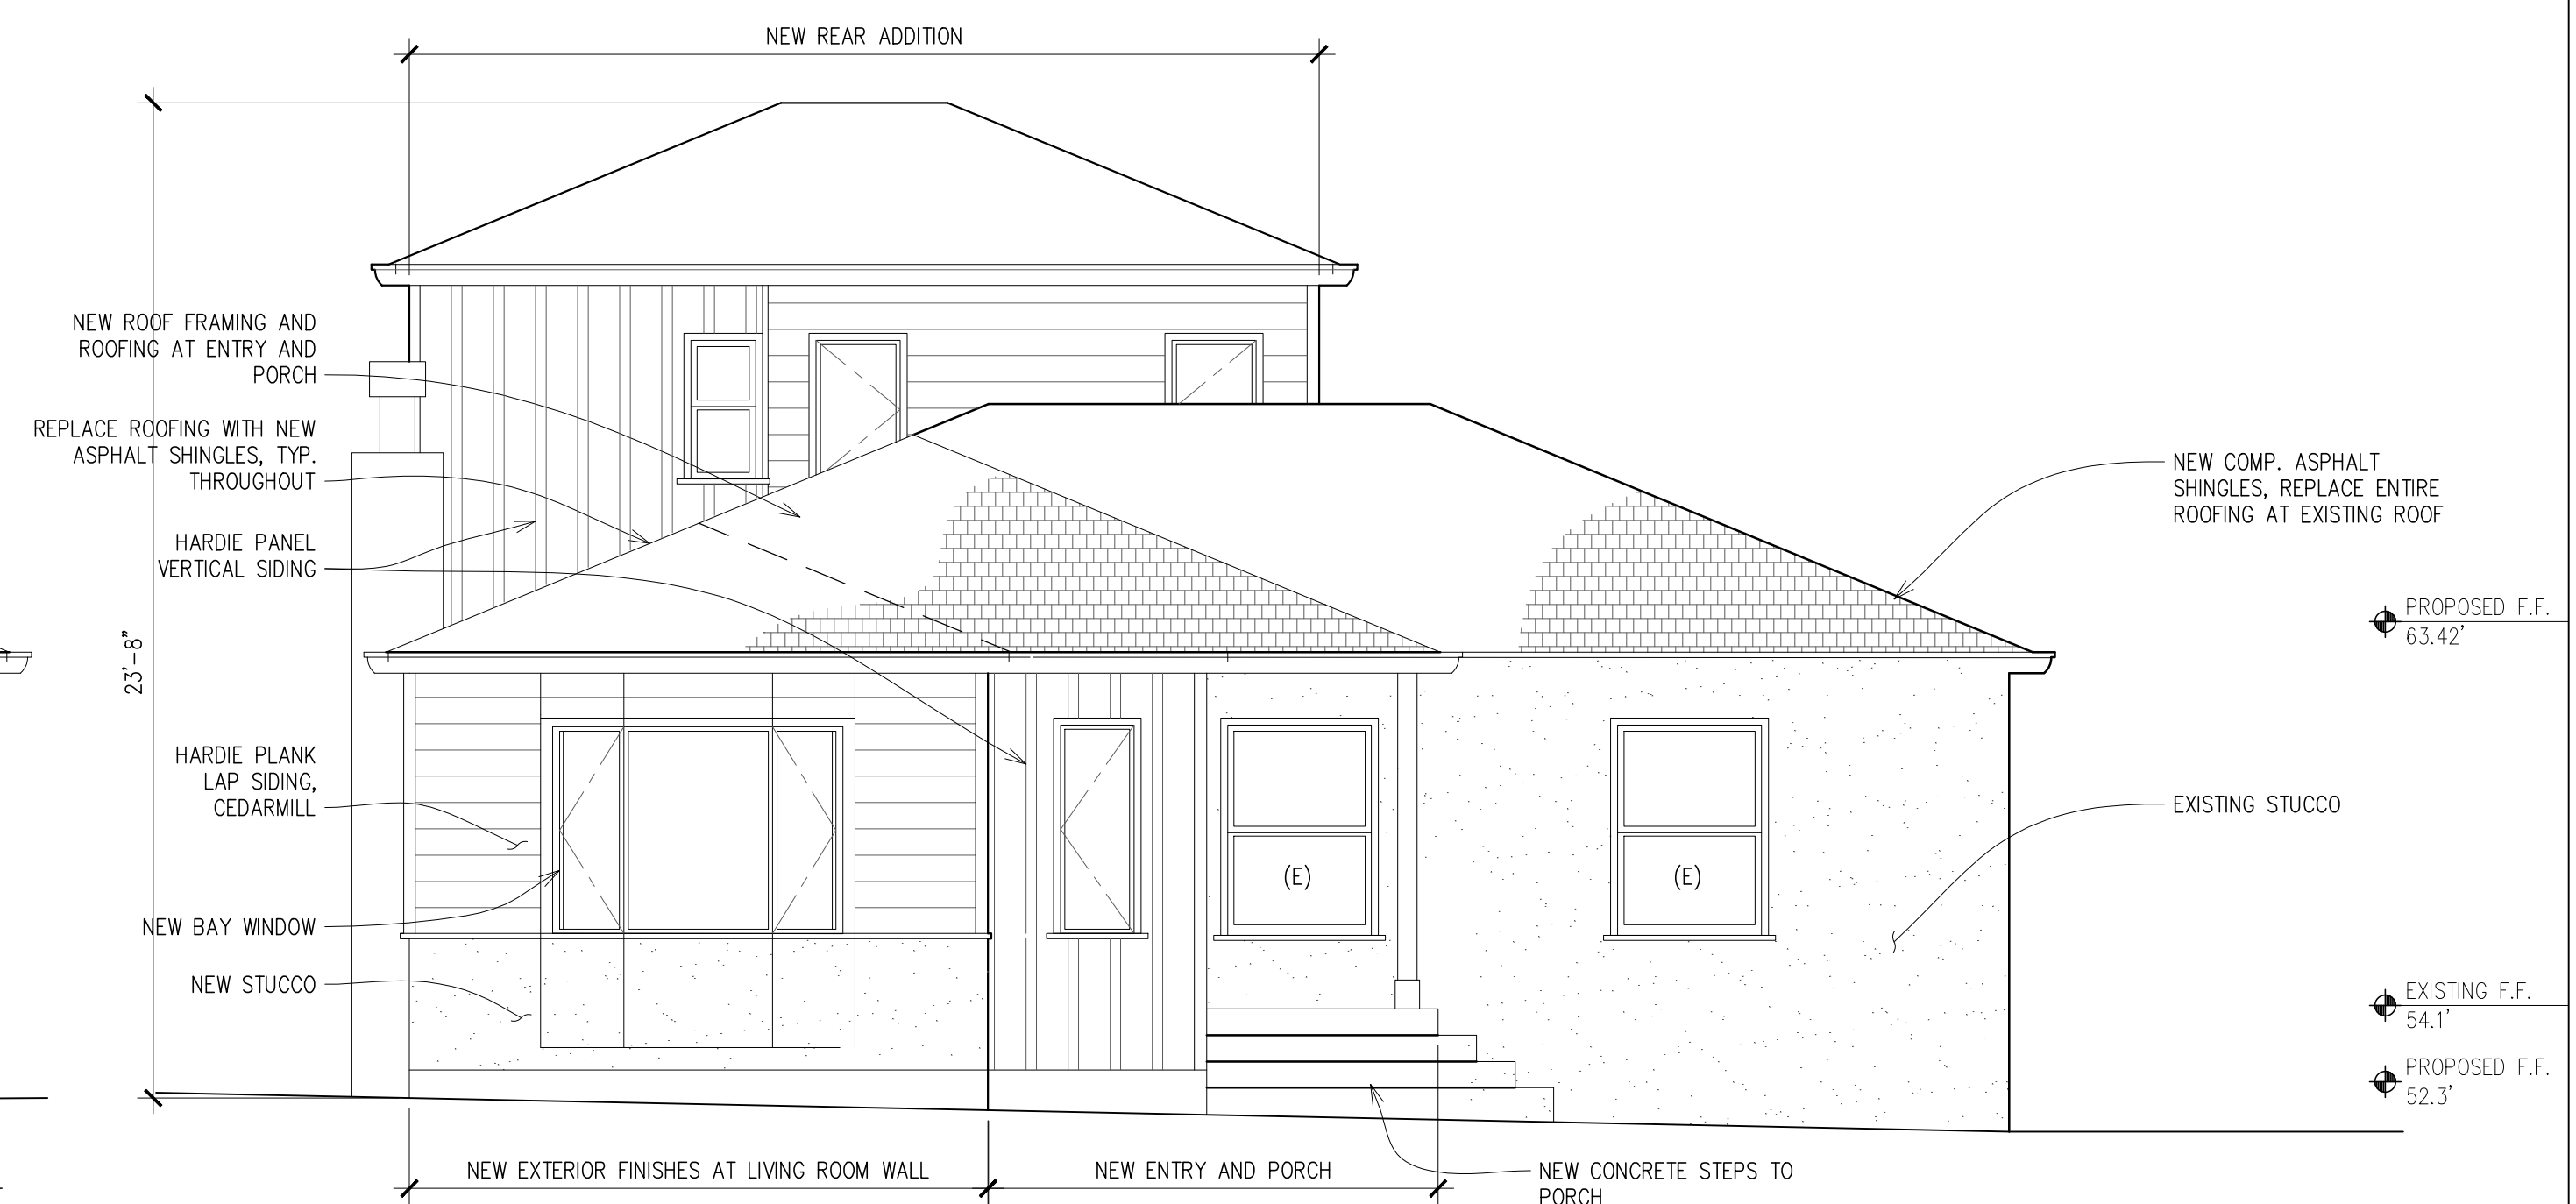 NEW REAR ADDITION
NEW ROOF FRAMING AND
ROOFING AT ENTRY AND
PORCH
REPLACE ROOFING WITH NEW
ASPHALT SHINGLES, TYP.
THROUGHOUT
HARDIE PANEL
VERTICAL SIDING
23'-8"
HARDIE PLANK
LAP SIDING,
CEDARMILL
NEW BAY WINDOW
NEW STUCCO
(E)
(E)
NEW COMP. ASPHALT
SHINGLES, REPLACE ENTIRE
ROOFING AT EXISTING ROOF
PROPOSED F.F.
63.42'
EXISTING STUCCO
EXISTING F.F.
54.1'
PROPOSED F.F.
52.3'
NEW EXTERIOR FINISHES AT LIVING ROOM WALL
NEW ENTRY AND PORCH
NEW CONCRETE STEPS TO
PORCH